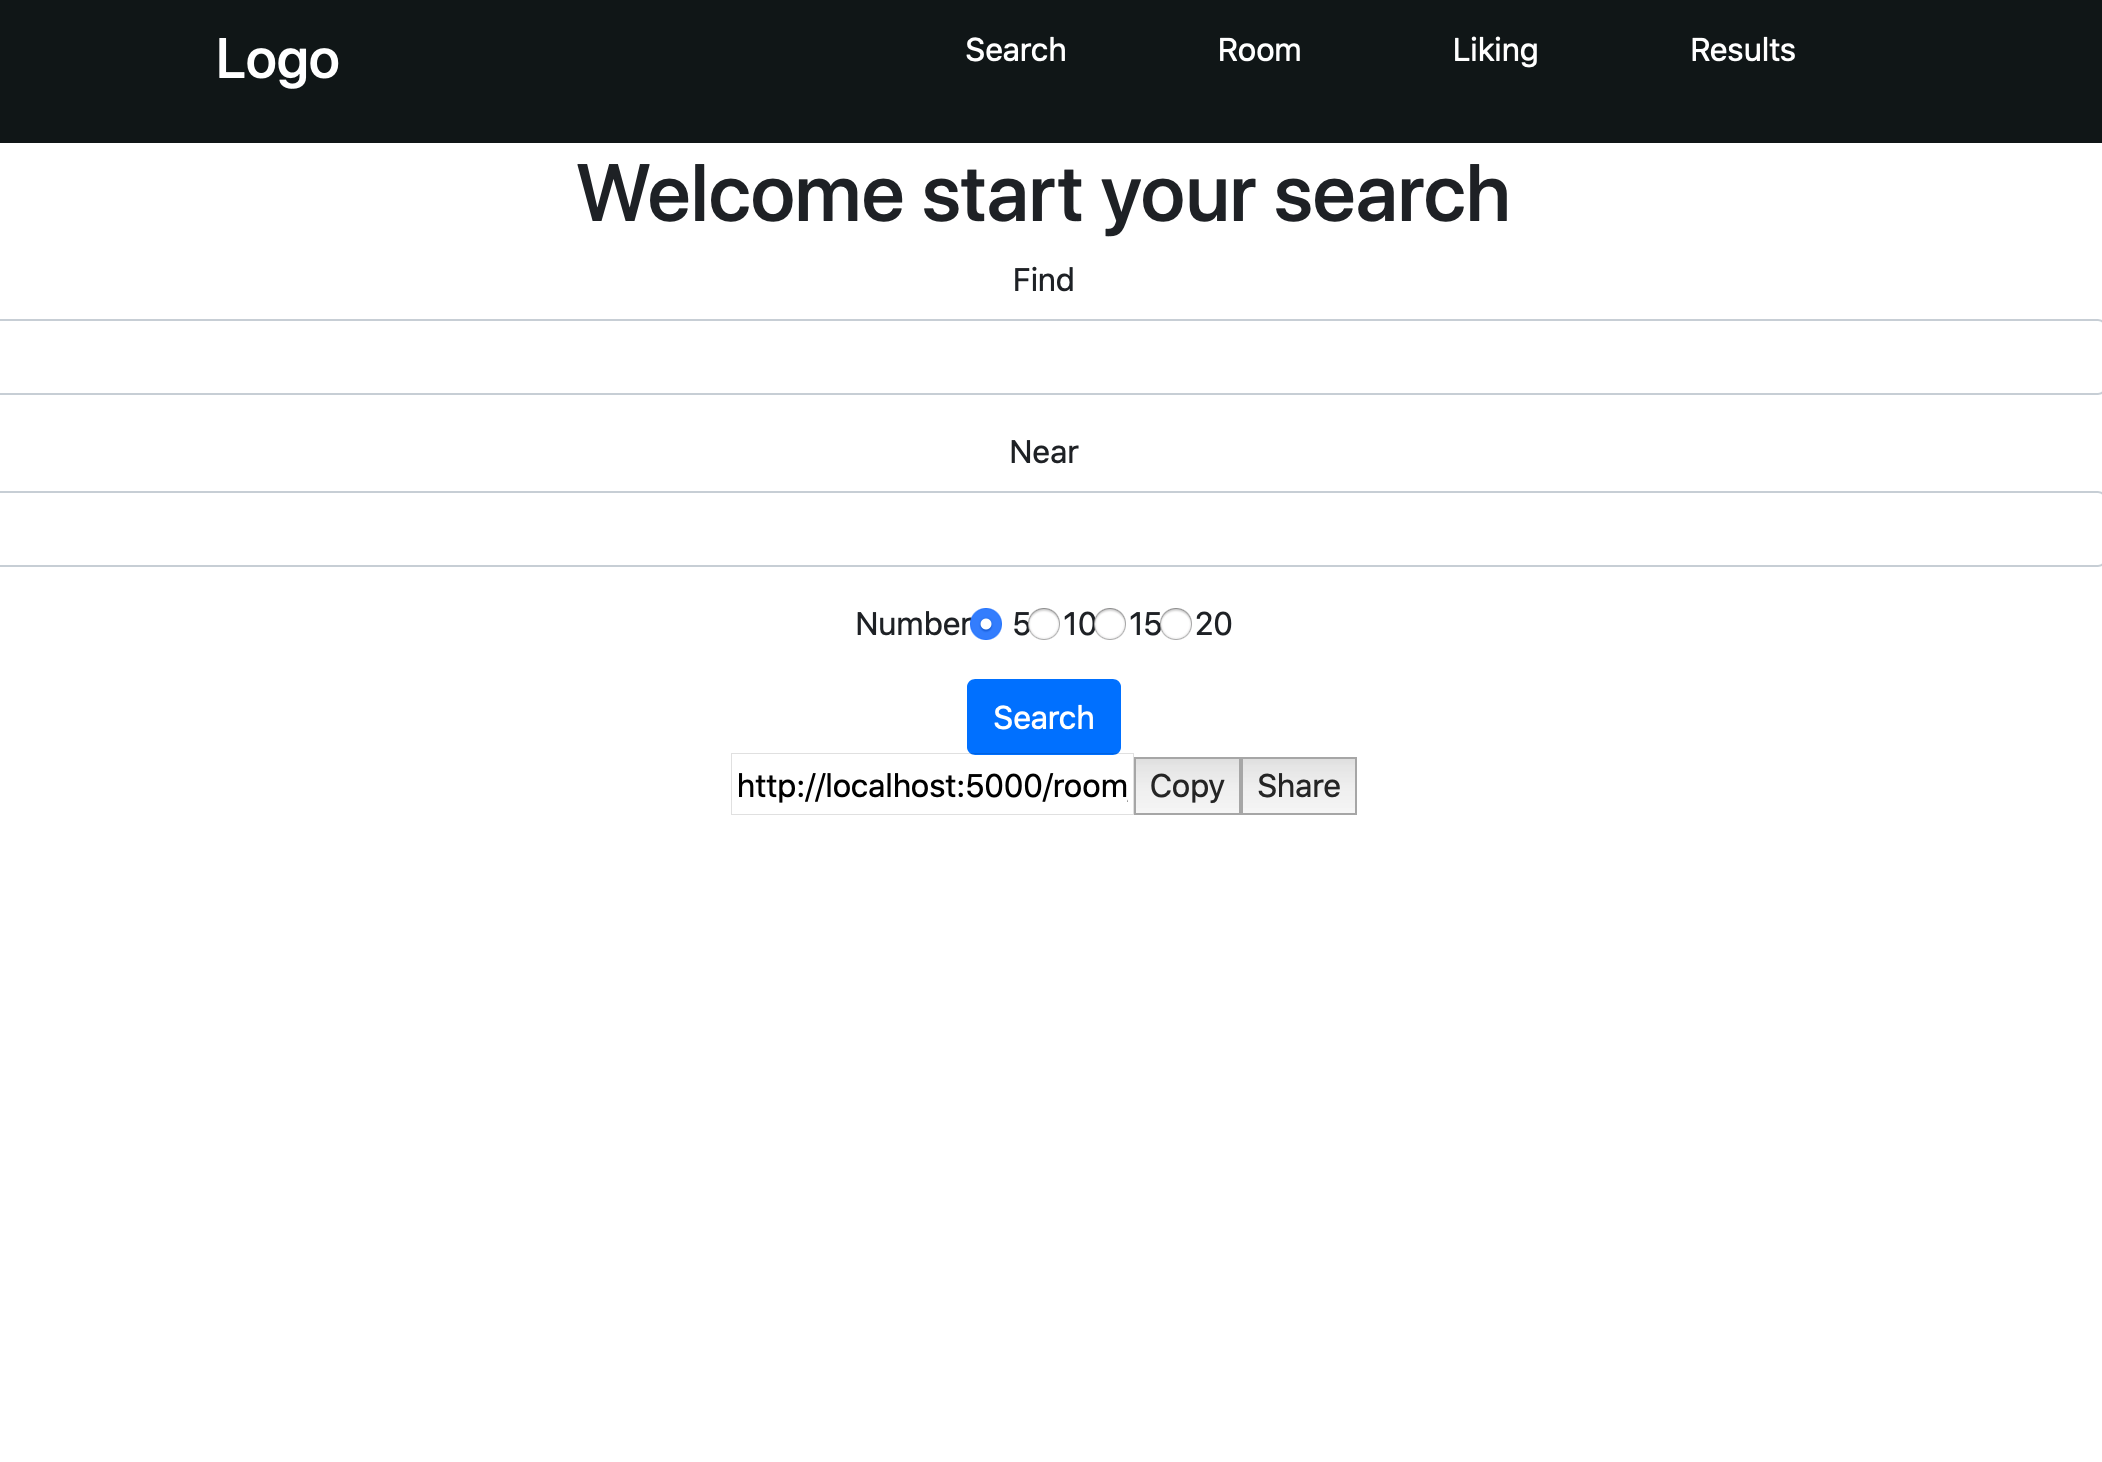 Logo Search Room Liking Results
Welcome start your search
Find
Near
Number 5 10 15 20
Search
http://localhost:5000/room Copy Share